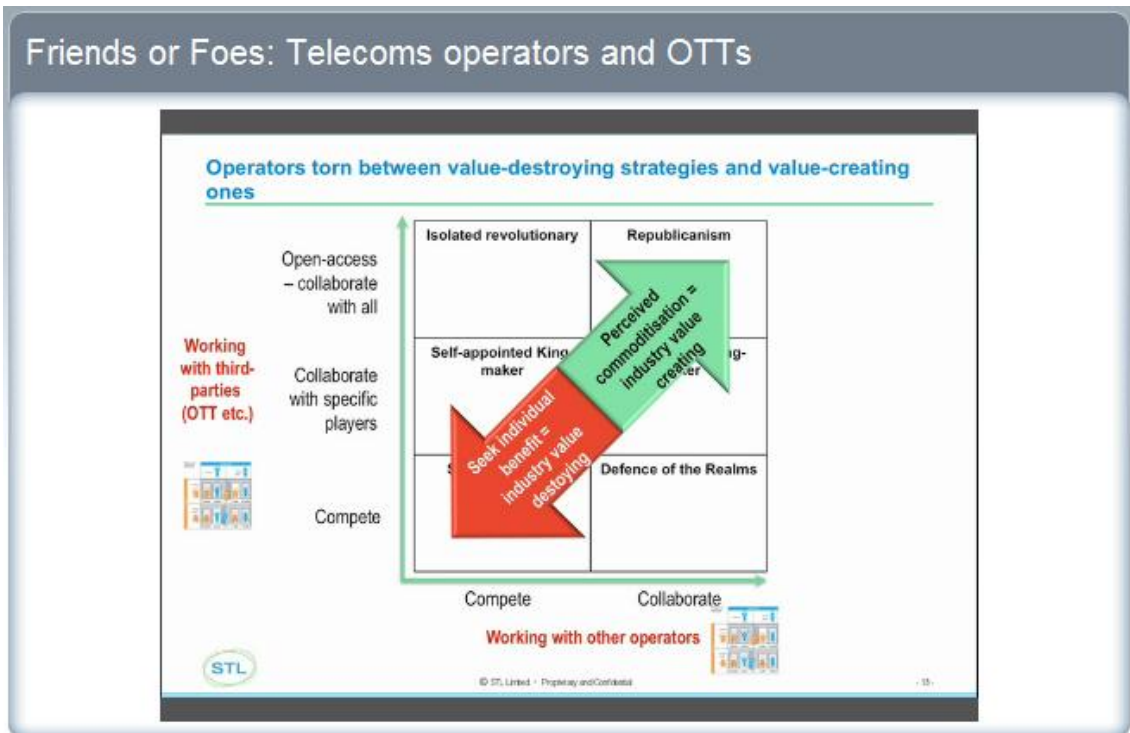 Friends or Foes: Telecoms operators and OTTs
Operators torn between value-destroying strategies and value-creating
ones
Isolated revolutionary
Republicanism
Open-access
– collaborate
with all
Perceived
commoditisation =
industry value
creating
Working
with third-
parties
(OTT etc.)
Self-appointed King
maker
Collaborate
with specific
players
Seek individual
benefit =
industry value
destoying
Defence of the Realms
Compete
Compete
Collaborate
Working with other operators
STL
© STL Limited • Proprietary and Confidential